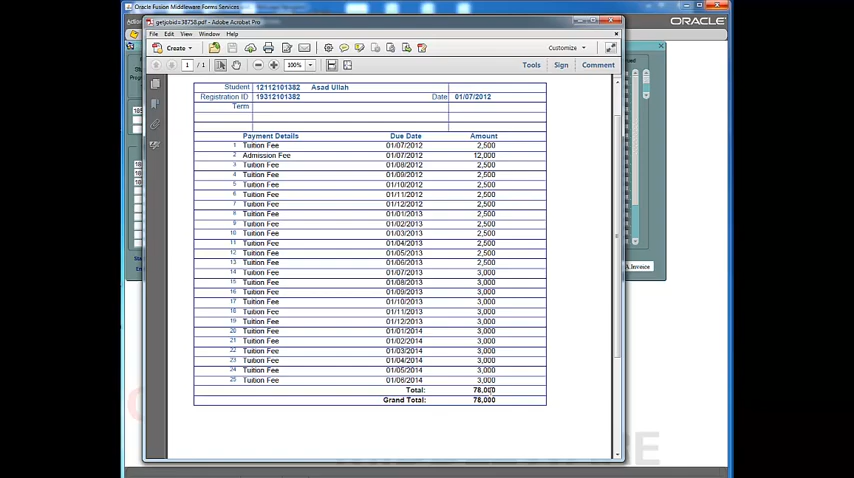 Oracle Fusion Middleware Forms Services
getjobid=38758.pdf - Adobe Acrobat Pro
ORACLE
File Edit View Window Help
Create
Customize
1 / 1
100%
Tools Sign Comment
Student 12112101382 Asad Ullah
Registration ID 19312101382 Date 01/07/2012
Term
Payment Details Due Date Amount
1 Tuition Fee 01/07/2012 2,500
2 Admission Fee 01/07/2012 12,000
3 Tuition Fee 01/08/2012 2,500
4 Tuition Fee 01/09/2012 2,500
5 Tuition Fee 01/10/2012 2,500
6 Tuition Fee 01/11/2012 2,500
7 Tuition Fee 01/12/2012 2,500
8 Tuition Fee 01/01/2013 2,500
9 Tuition Fee 01/02/2013 2,500
10 Tuition Fee 01/03/2013 2,500
11 Tuition Fee 01/04/2013 2,500
12 Tuition Fee 01/05/2013 2,500
13 Tuition Fee 01/06/2013 2,500
14 Tuition Fee 01/07/2013 3,000
15 Tuition Fee 01/08/2013 3,000
16 Tuition Fee 01/09/2013 3,000
17 Tuition Fee 01/10/2013 3,000
18 Tuition Fee 01/11/2013 3,000
19 Tuition Fee 01/12/2013 3,000
20 Tuition Fee 01/01/2014 3,000
21 Tuition Fee 01/02/2014 3,000
22 Tuition Fee 01/03/2014 3,000
23 Tuition Fee 01/04/2014 3,000
24 Tuition Fee 01/05/2014 3,000
25 Tuition Fee 01/06/2014 3,000
Total: 78,000
Grand Total: 78,000
A.Invoice